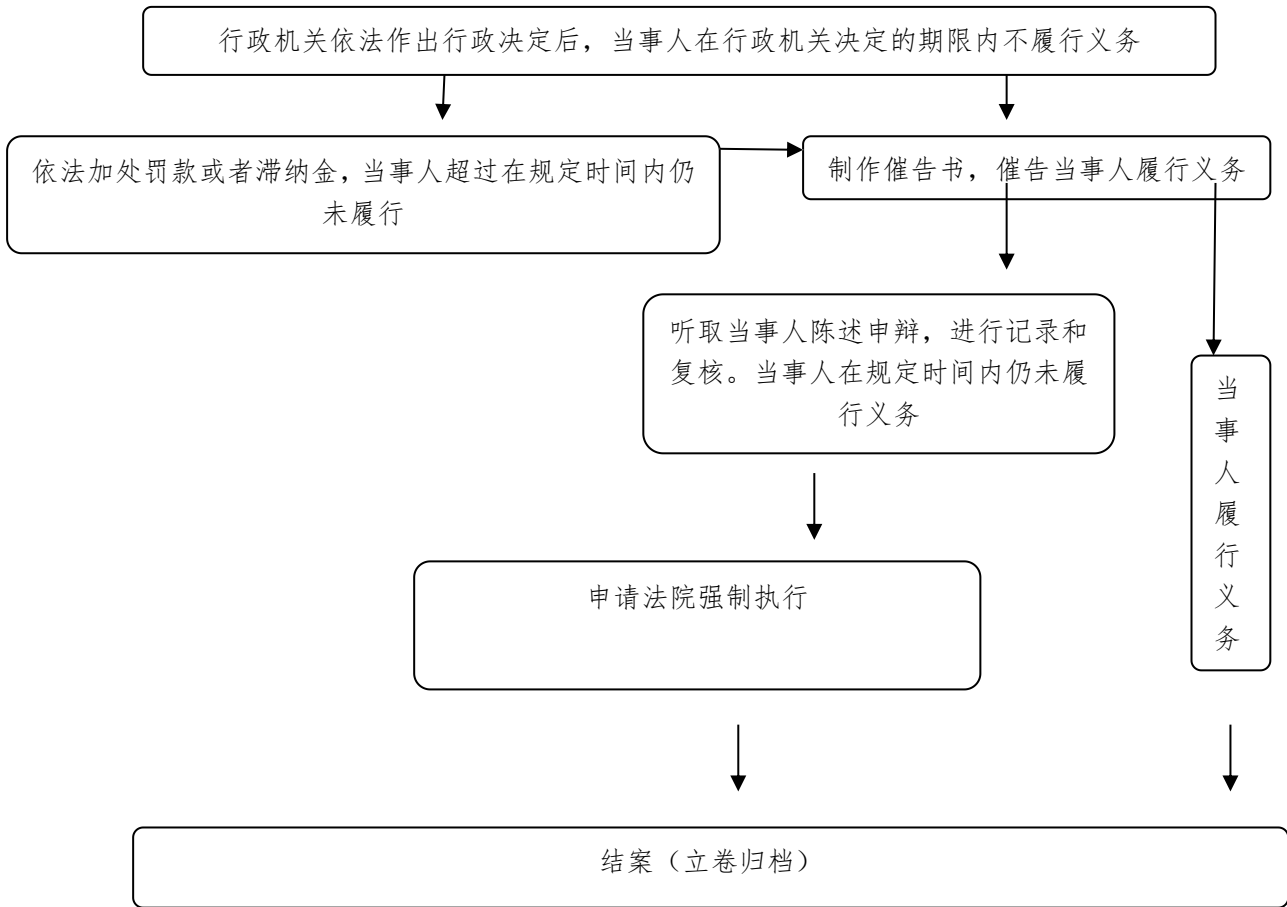 行政机关依法作出行政决定后，当事人在行政机关决定的期限内不履行义务
依法加处罚款或者滞纳金，当事人超过在规定时间内仍
未履行
制作催告书，催告当事人履行义务
听取当事人陈述申辩，进行记录和
复核。当事人在规定时间内仍未履
行义务
当
事
人
履
行
义
务
申请法院强制执行
结案（立卷归档）